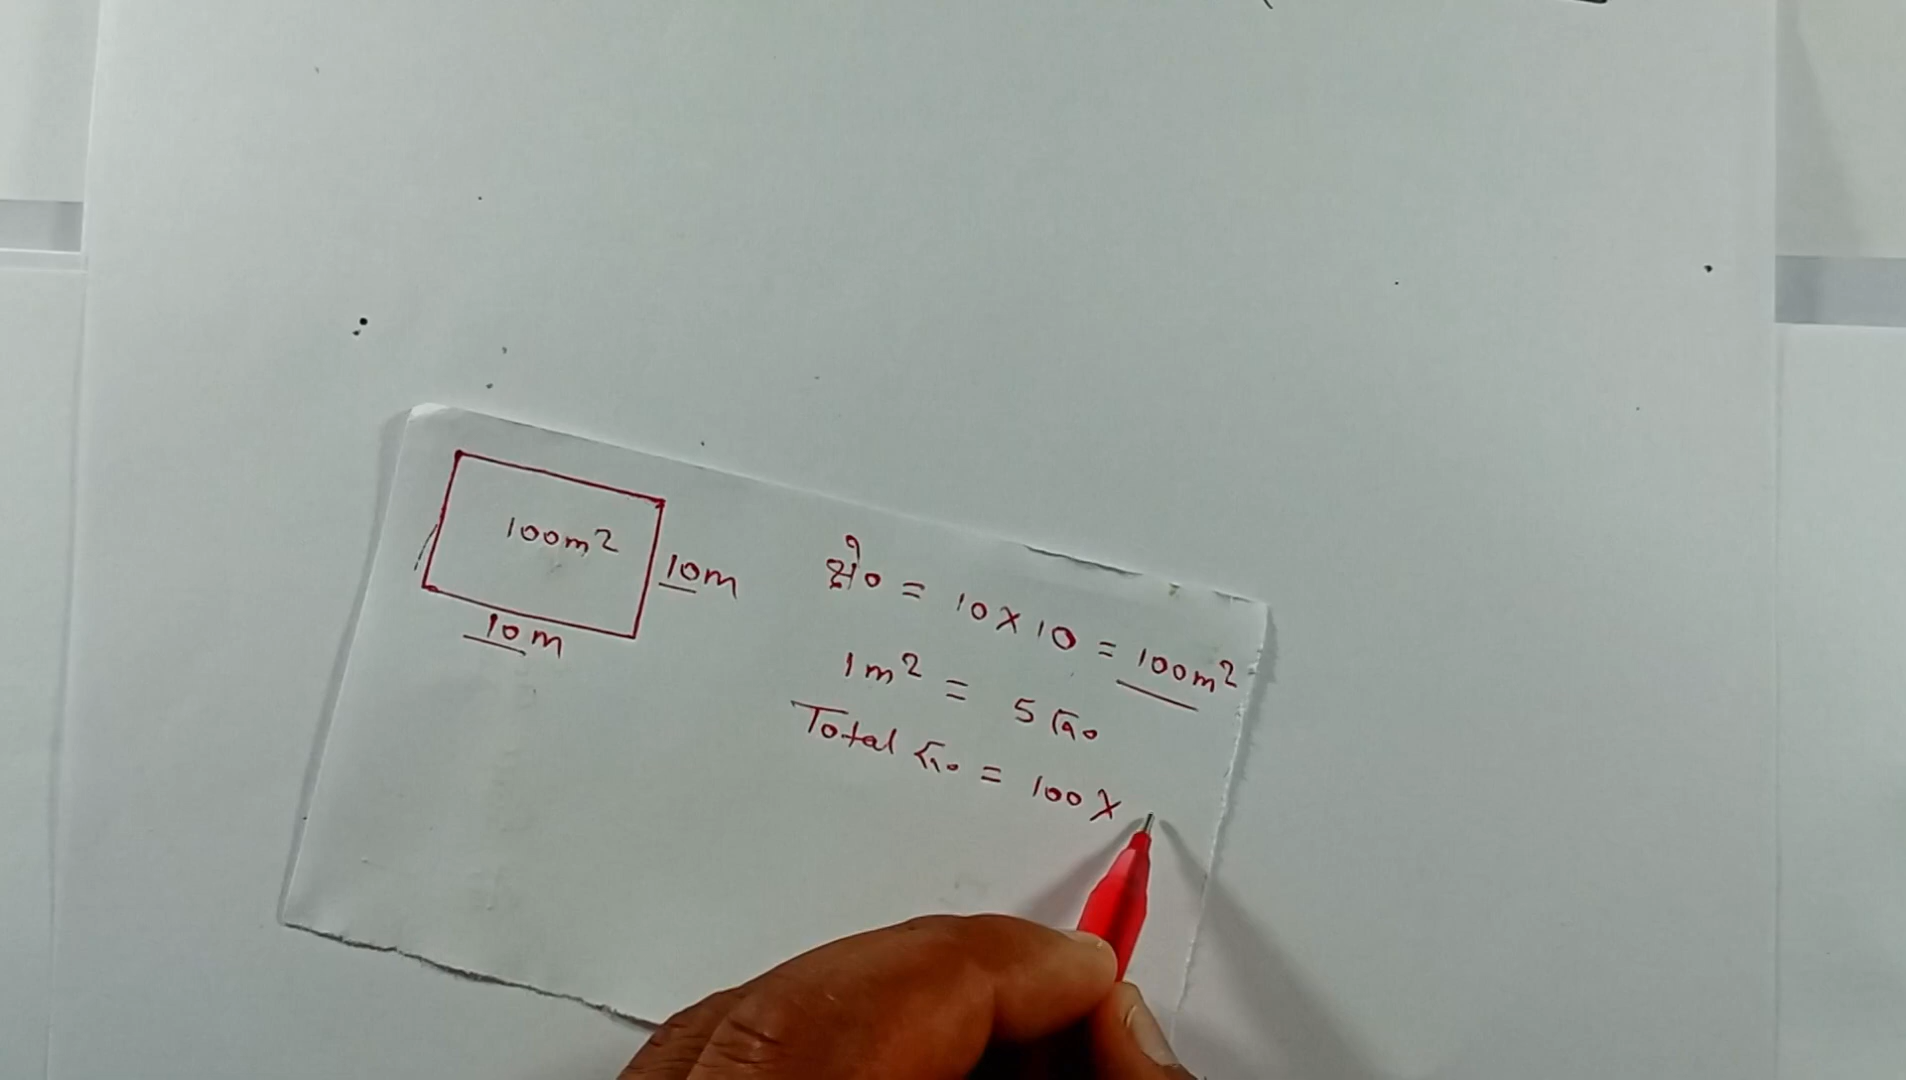 100m²
10m
10m
क्षे० = 10 x 10 = 100m²
1m² = 5 रू०
Total रू० = 100 x